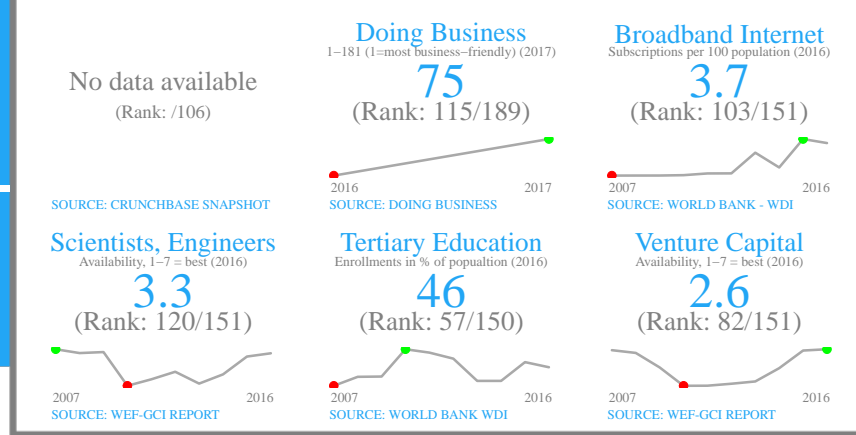 No data available
(Rank: /106)
SOURCE: CRUNCHBASE SNAPSHOT
Doing Business
1−181 (1=most business−friendly) (2017)
75
(Rank: 115/189)
2016 2017
SOURCE: DOING BUSINESS
Broadband Internet
Subscriptions per 100 population (2016)
3.7
(Rank: 103/151)
2007 2016
SOURCE: WORLD BANK - WDI
Scientists, Engineers
Availability, 1−7 = best (2016)
3.3
(Rank: 120/151)
2007 2016
SOURCE: WEF-GCI REPORT
Tertiary Education
Enrollments in % of popualtion (2016)
46
(Rank: 57/150)
2007 2016
SOURCE: WORLD BANK WDI
Venture Capital
Availability, 1−7 = best (2016)
2.6
(Rank: 82/151)
2007 2016
SOURCE: WEF-GCI REPORT